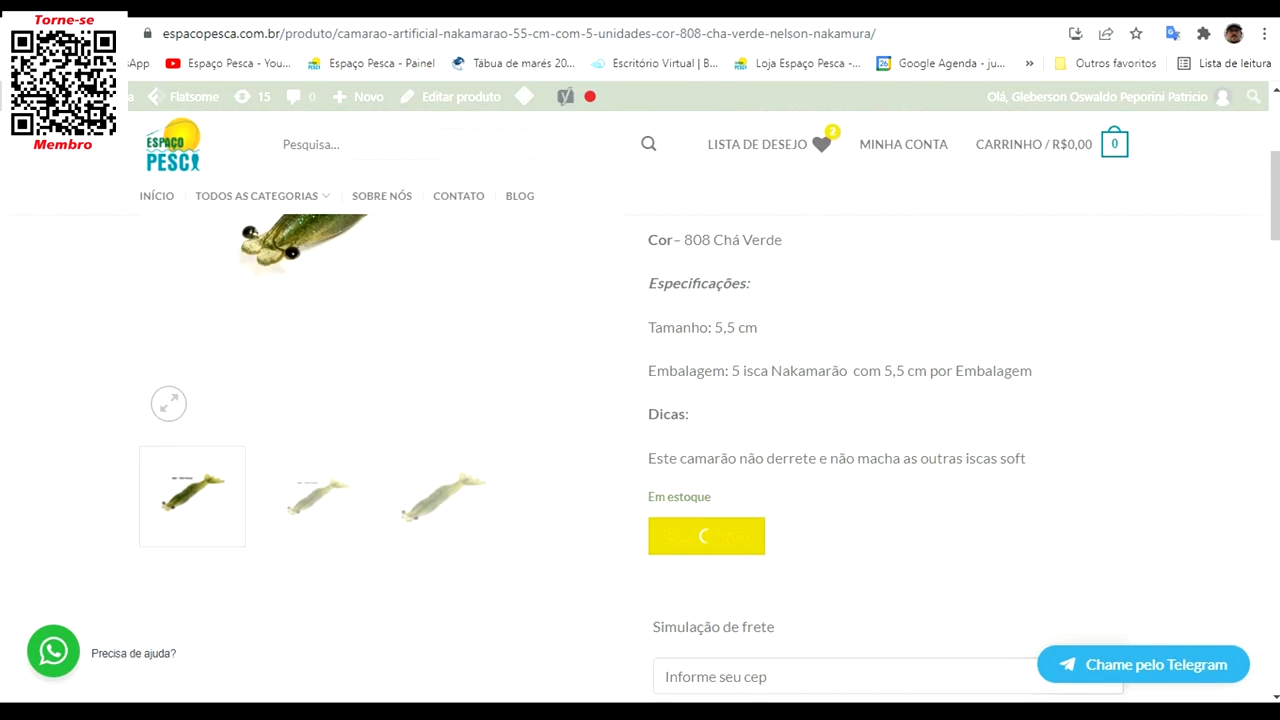 Torne-se
Membro
espacopesca.com.br/produto/camarao-artificial-nakamarao-55-cm-com-5-unidades-cor-808-cha-verde-nelson-nakamura/
App Espaço Pesca - You... Espaço Pesca - Painel Tábua de marés 20... Escritório Virtual | B... Loja Espaço Pesca -... 26 Google Agenda - ju... » Outros favoritos Lista de leitura
Flatsome 15 0 Novo Editar produto Olá, Gleberson Oswaldo Peporini Patricio
ESPAÇO
PESCA
Pesquisa... LISTA DE DESEJO 2 MINHA CONTA CARRINHO / R$0,00 0
INÍCIO TODOS AS CATEGORIAS SOBRE NÓS CONTATO BLOG
Cor– 808 Chá Verde
Especificações:
Tamanho: 5,5 cm
Embalagem: 5 isca Nakamarão com 5,5 cm por Embalagem
Dicas:
Este camarão não derrete e não macha as outras iscas soft
Em estoque
Simulação de frete
Informe seu cep
Precisa de ajuda?
Chame pelo Telegram